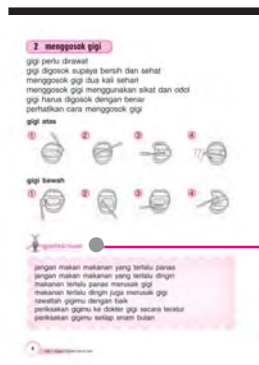 2 menggosok gigi
gigi perlu dirawat
gigi digosok supaya bersih dan sehat
menggosok gigi dua kali sehari
menggosok gigi menggunakan sikat dan odol
gigi harus digosok dengan benar
perhatikan cara menggosok gigi
gigi atas
1 2 3 4
gigi bawah
1 2 3 4
jangan makan makanan yang terlalu panas
jangan makan makanan yang terlalu dingin
makanan terlalu panas merusak gigi
makanan terlalu dingin juga merusak gigi
rawatlah gigimu dengan baik
periksakan gigimu ke dokter gigi secara teratur
periksakan gigimu setiap enam bulan